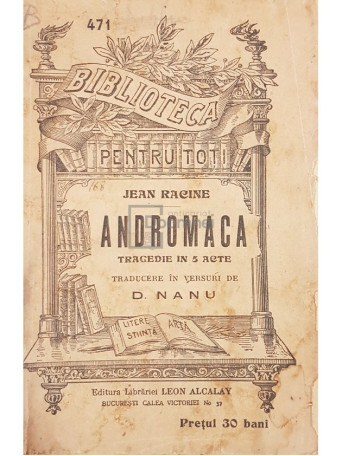 B
471
BIBLIOTECA
PENTRU TOTI
JEAN RACINE
ANDROMACA
TRAGEDIE IN 5 ACTE
TRADUCERE ÎN VERSURI DE
D. NANU
LITERE ARTĂ
ȘTIINȚĂ
Editura Librăriei LEON ALCALAY
BUCUREȘTI CALEA VICTORIEI No 37
Prețul 30 bani